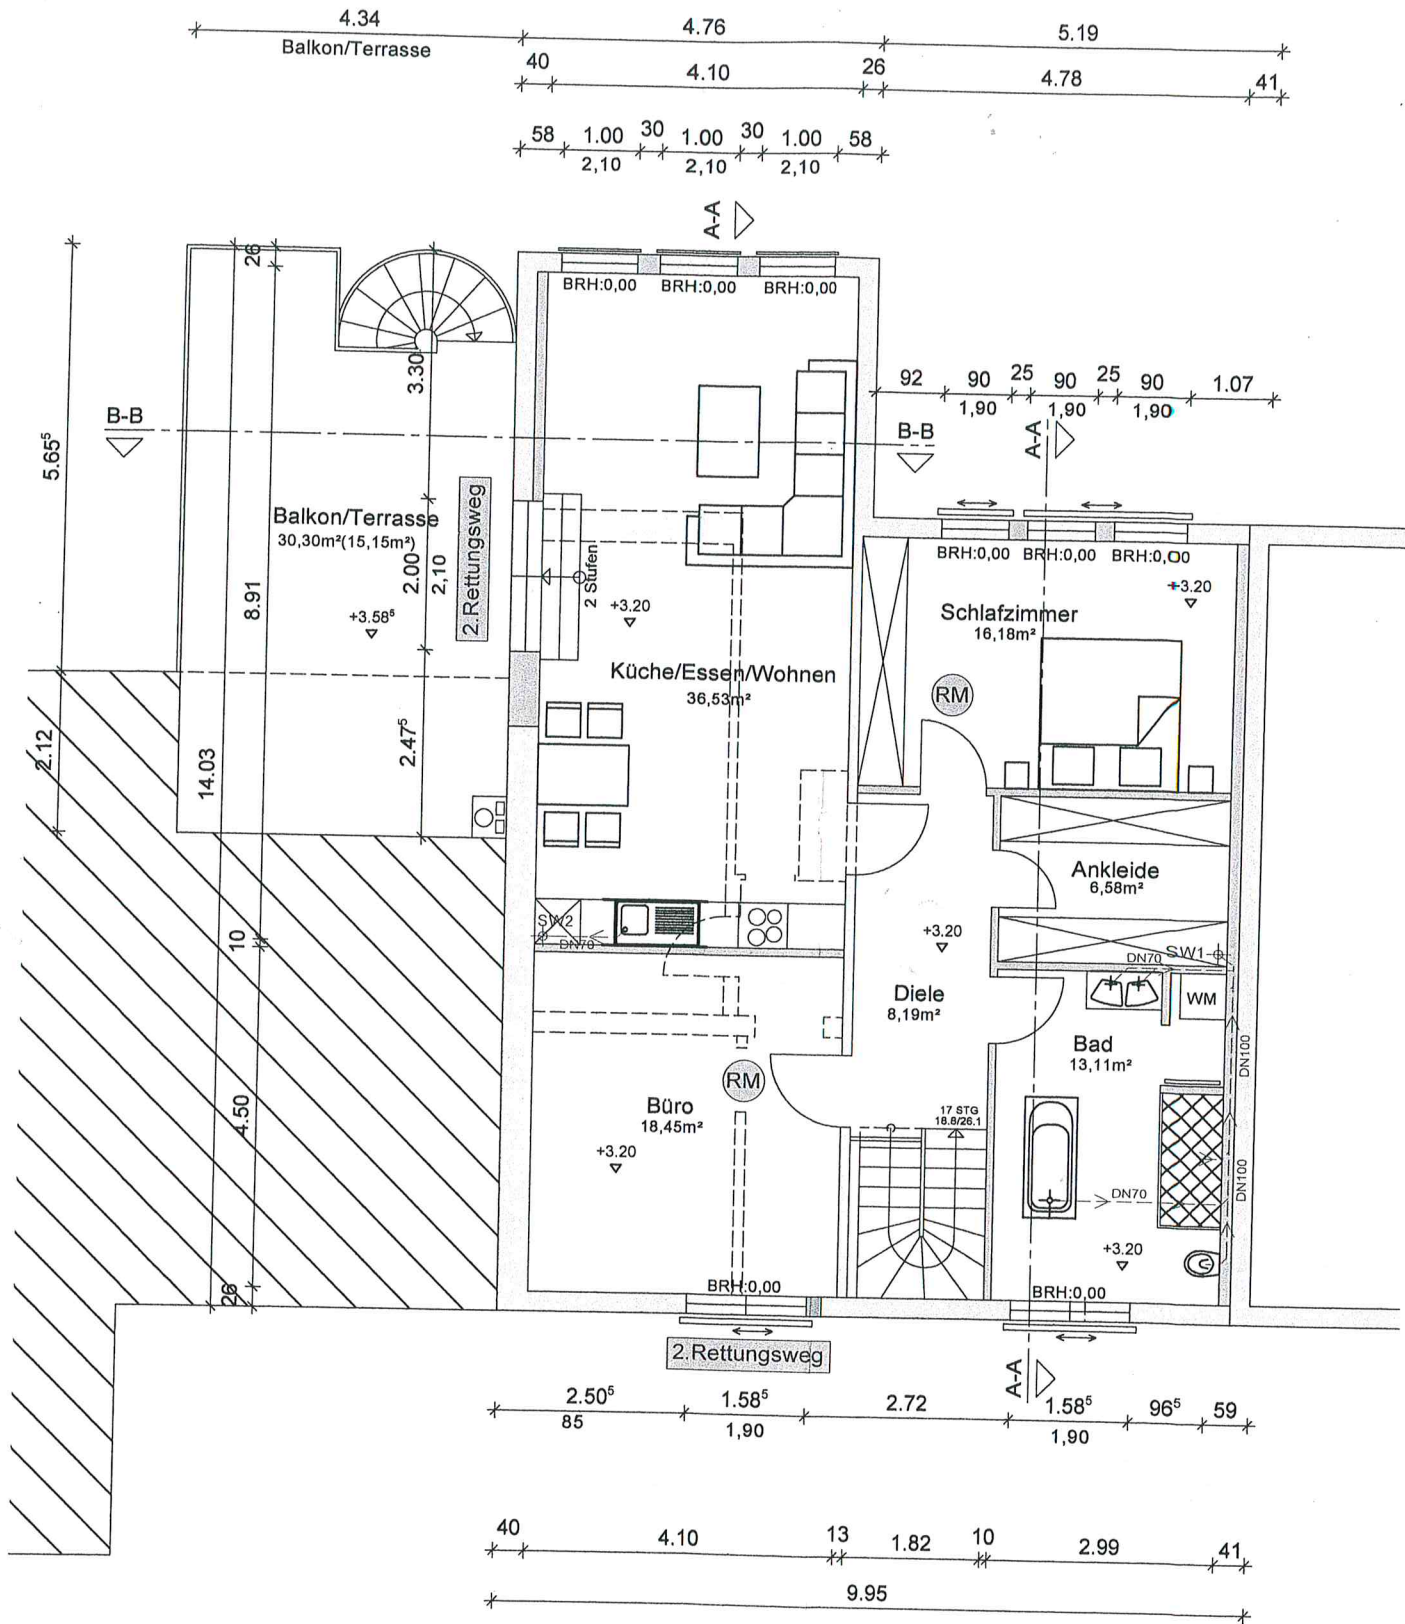 4.34
4.76
5.19
Balkon/Terrasse
40
4.10
26
4.78
41
58
1.00
30
1.00
30
1.00
58
2,10
2,10
2,10
A-A
26
BRH:0,00
BRH:0,00
BRH:0,00
3.30
92
90
25
90
25
90
1.07
1,90
1,90
1,90
B-B
B-B
A-A
5.65⁵
Balkon/Terrasse
30,30m²(15,15m²)
2.Rettungsweg
2.00
2,10
2 Stufen
BRH:0,00
BRH:0,00
BRH:0,00
8.91
+3.58⁵
+3.20
+3.20
Schlafzimmer
16,18m²
Küche/Essen/Wohnen
36,53m²
RM
2.12
14.03
2.47⁵
Ankleide
6,58m²
SW2
DN70
10
+3.20
DN70
SW1
Diele
8,19m²
WM
Bad
13,11m²
DN100
RM
Büro
18,45m²
4.50
17 STG
18.8/26.1
+3.20
DN70
DN100
+3.20
26
BRH:0,00
BRH:0,00
2.Rettungsweg
A-A
2.50⁵
1.58⁵
2.72
1.58⁵
96⁵
59
85
1,90
1,90
40
4.10
13
1.82
10
2.99
41
9.95